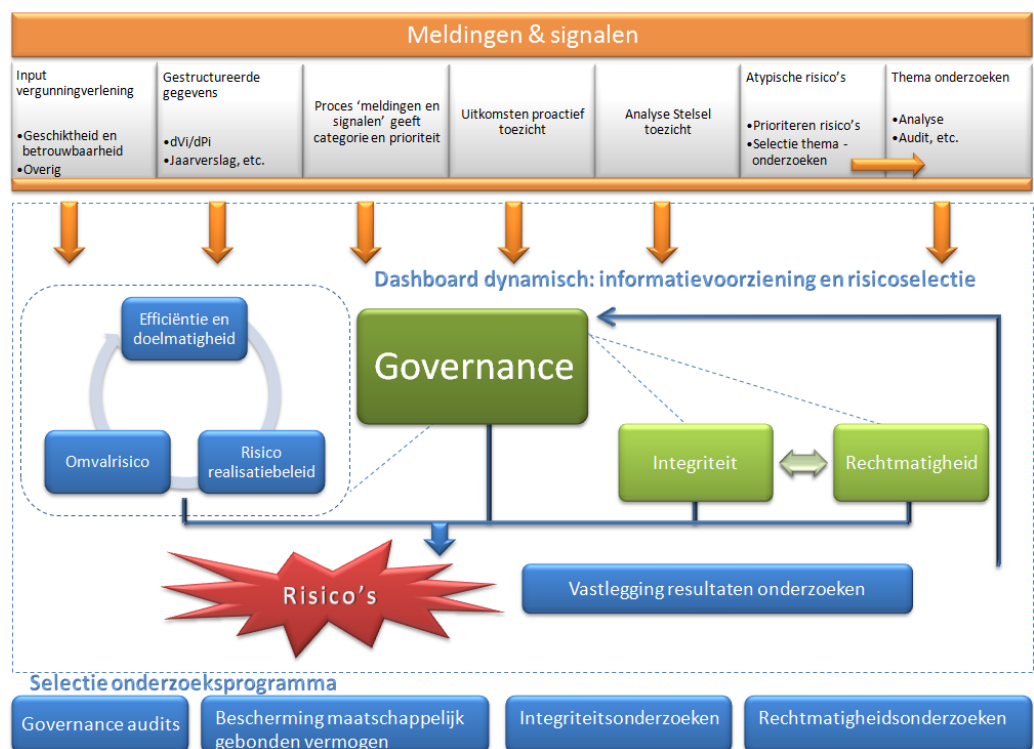 Meldingen & signalen
Input
vergunningverlening
•Geschiktheid en
betrouwbaarheid
•Overig
Gestructureerde
gegevens
•dVi/dPi
•Jaarverslag, etc.
Proces ‘meldingen en
signalen’ geeft
categorie en prioriteit
Uitkomsten proactief
toezicht
Analyse Stelsel
toezicht
Atypische risico’s
•Prioriteren risico’s
•Selectie thema -
onderzoeken
Thema onderzoeken
•Analyse
•Audit, etc.
Dashboard dynamisch: informatievoorziening en risicoselectie
Efficiëntie en
doelmatigheid
Omvalrisico
Risico
realisatiebeleid
Governance
Integriteit
Rechtmatigheid
Risico’s
Vastlegging resultaten onderzoeken
Selectie onderzoeksprogramma
Governance audits
Bescherming maatschappelijk
gebonden vermogen
Integriteitsonderzoeken
Rechtmatigheidsonderzoeken